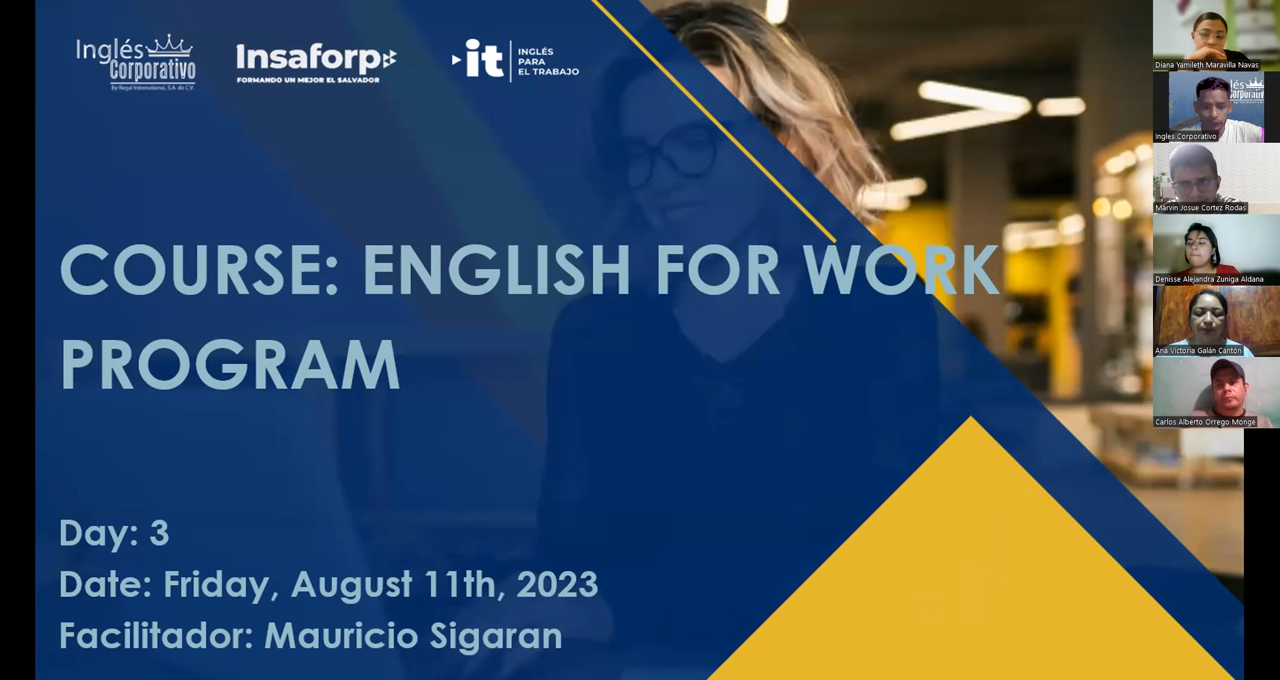 Inglés
Corporativo
By Regal International, S.A. de C.V.
Insaforp
FORMANDO UN MEJOR EL SALVADOR
it
INGLÉS
PARA
EL TRABAJO
COURSE: ENGLISH FOR WORK
PROGRAM
Day: 3
Date: Friday, August 11th, 2023
Facilitador: Mauricio Sigaran
Diana Yamileth Maravilla Navas
Ingles Corporativo
Marvin Josue Cortez Rodas
Denisse Alejandra Zuniga Aldana
Ana Victoria Galán Cantón
Carlos Alberto Orrego Monge